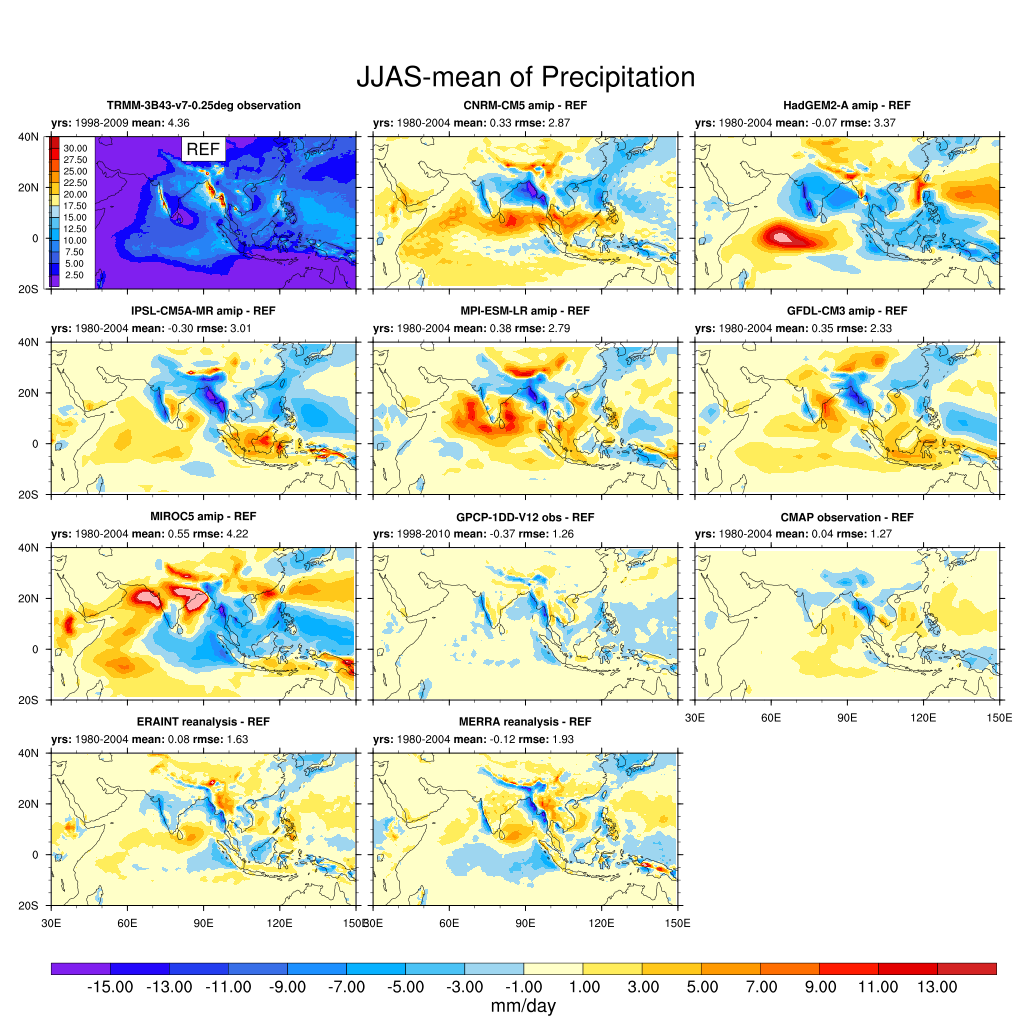 JJAS-mean of Precipitation
TRMM-3B43-v7-0.25deg observation
yrs: 1998-2009 mean: 4.36
CNRM-CM5 amip - REF
yrs: 1980-2004 mean: 0.33 rmse: 2.87
HadGEM2-A amip - REF
yrs: 1980-2004 mean: -0.07 rmse: 3.37
REF
30.00
27.50
25.00
22.50
20.00
17.50
15.00
12.50
10.00
7.50
5.00
2.50
40N
20N
0
20S
IPSL-CM5A-MR amip - REF
yrs: 1980-2004 mean: -0.30 rmse: 3.01
MPI-ESM-LR amip - REF
yrs: 1980-2004 mean: 0.38 rmse: 2.79
GFDL-CM3 amip - REF
yrs: 1980-2004 mean: 0.35 rmse: 2.33
40N
20N
0
20S
MIROC5 amip - REF
yrs: 1980-2004 mean: 0.55 rmse: 4.22
GPCP-1DD-V12 obs - REF
yrs: 1998-2010 mean: -0.37 rmse: 1.26
CMAP observation - REF
yrs: 1980-2004 mean: 0.04 rmse: 1.27
40N
20N
0
20S
30E 60E 90E 120E 150E
ERAINT reanalysis - REF
yrs: 1980-2004 mean: 0.08 rmse: 1.63
MERRA reanalysis - REF
yrs: 1980-2004 mean: -0.12 rmse: 1.93
40N
20N
0
20S
30E 60E 90E 120E 150E
30E 60E 90E 120E 150E
-15.00 -13.00 -11.00 -9.00 -7.00 -5.00 -3.00 -1.00 1.00 3.00 5.00 7.00 9.00 11.00 13.00
mm/day